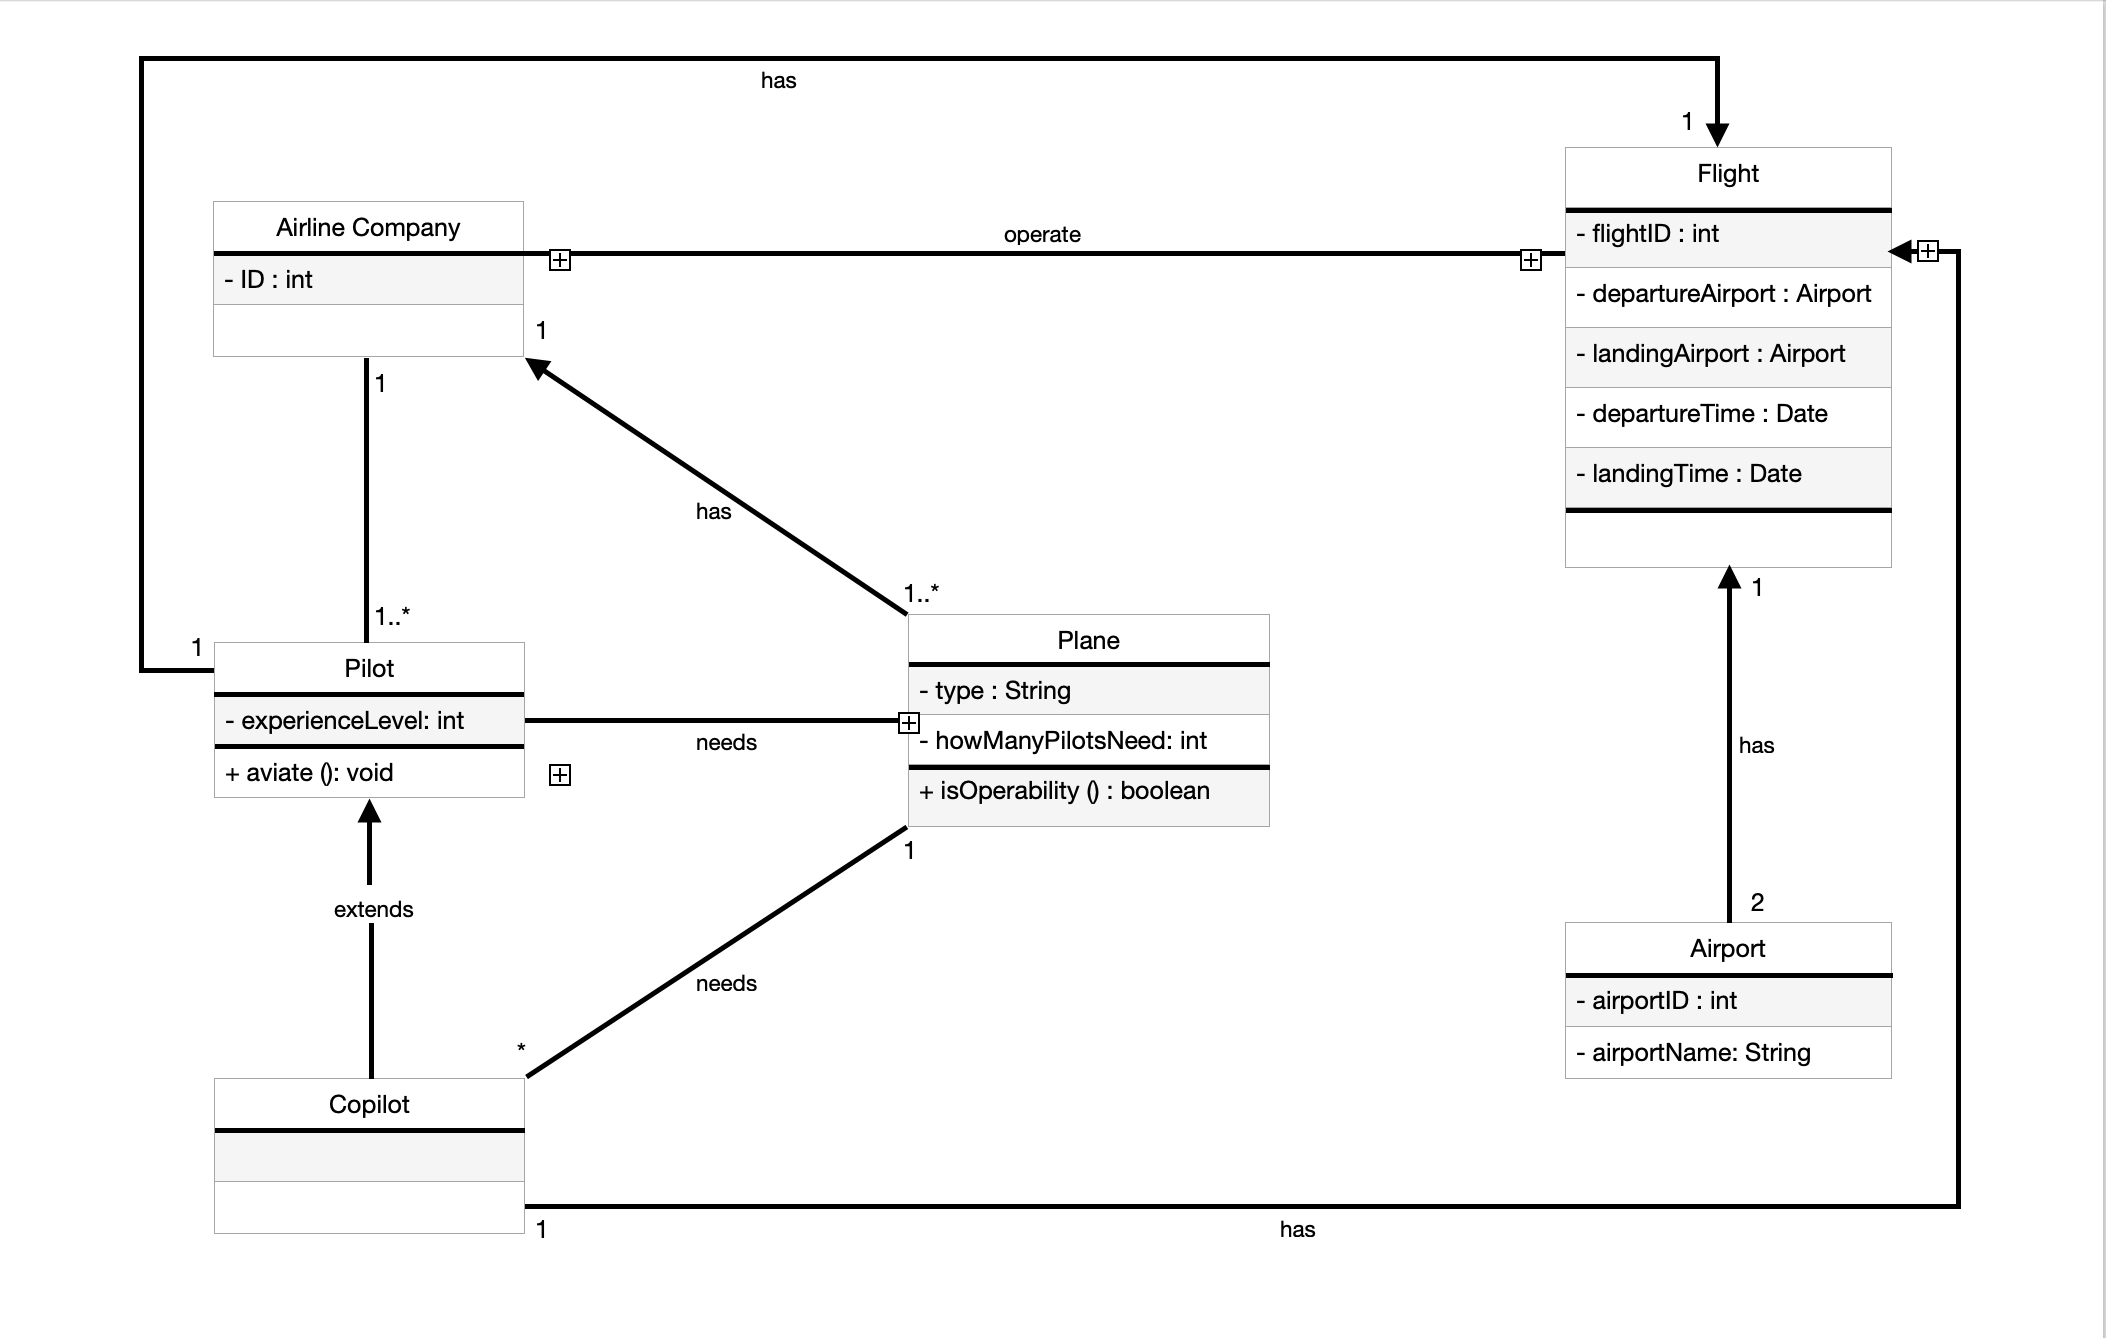 has
1
Flight
- flightID : int
- departureAirport : Airport
- landingAirport : Airport
- departureTime : Date
- landingTime : Date
Airline Company
- ID : int
operate
1
1
has
1..*
1..*
1
Pilot
- experienceLevel: int
+ aviate (): void
needs
Plane
- type : String
- howManyPilotsNeed: int
+ isOperability () : boolean
1
1
has
2
extends
needs
*
Airport
- airportID : int
- airportName: String
Copilot
1
has